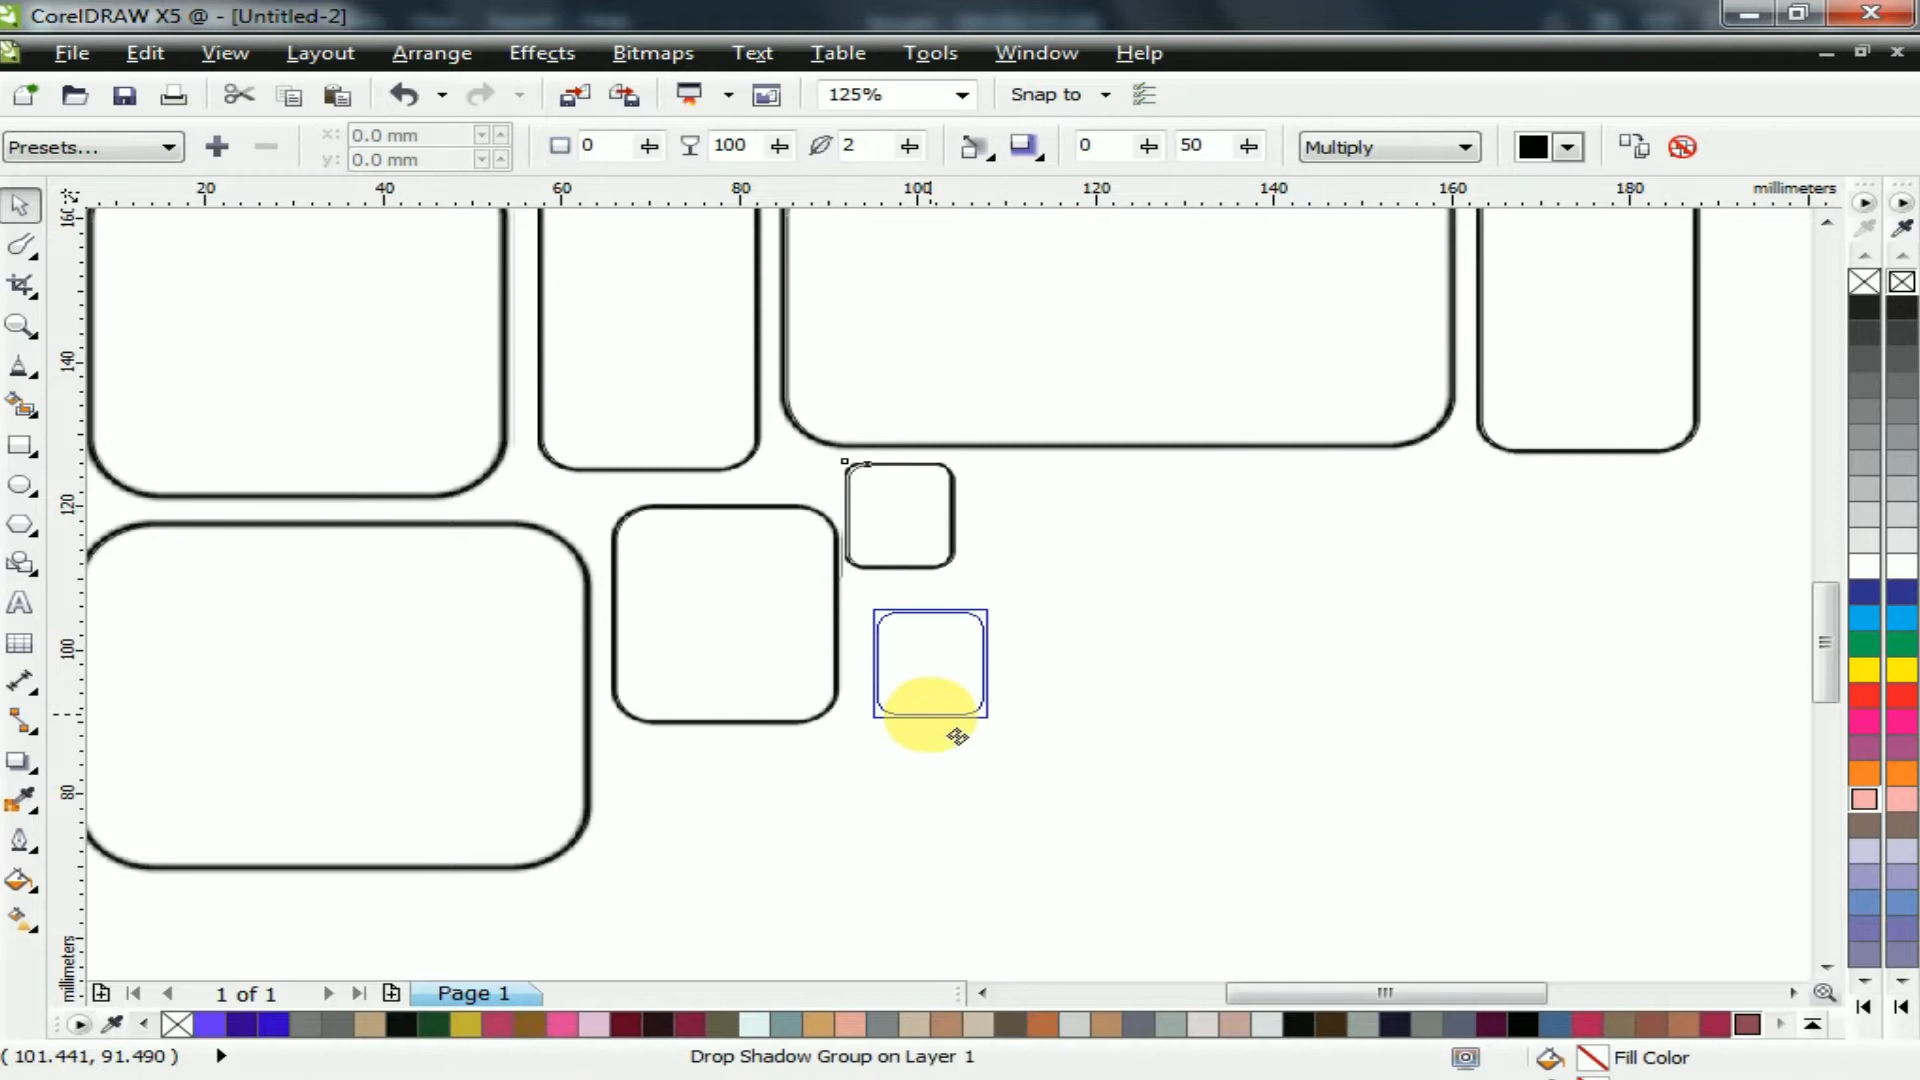 CorelDRAW X5 @ - [Untitled-2]
File Edit View Layout Arrange Effects Bitmaps Text Table Tools Window Help
125% Snap to
Presets... x: 0.0 mm y: 0.0 mm 0 100 2 0 50 Multiply
20 40 60 80 100 120 140 160 180 millimeters
160
140
120
100
80
millimeters
1 of 1 Page 1
( 101.441, 91.490 ) Drop Shadow Group on Layer 1 Fill Color